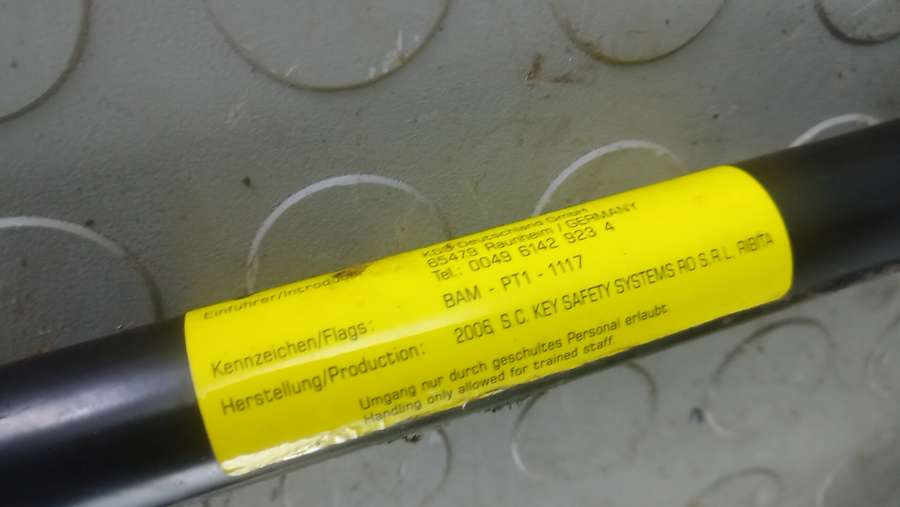 Einführer/Introducti
KSS Deutschland GmbH
65479 Raunheim / GERMANY
Tel.: 0049 6142 923 4
Kennzeichen/Flags: BAM - PT1 - 1117
Herstellung/Production: 2006 S.C. KEY SAFETY SYSTEMS RO S.R.L. RIBITA
Umgang nur durch geschultes Personal erlaubt
Handling only allowed for trained staff